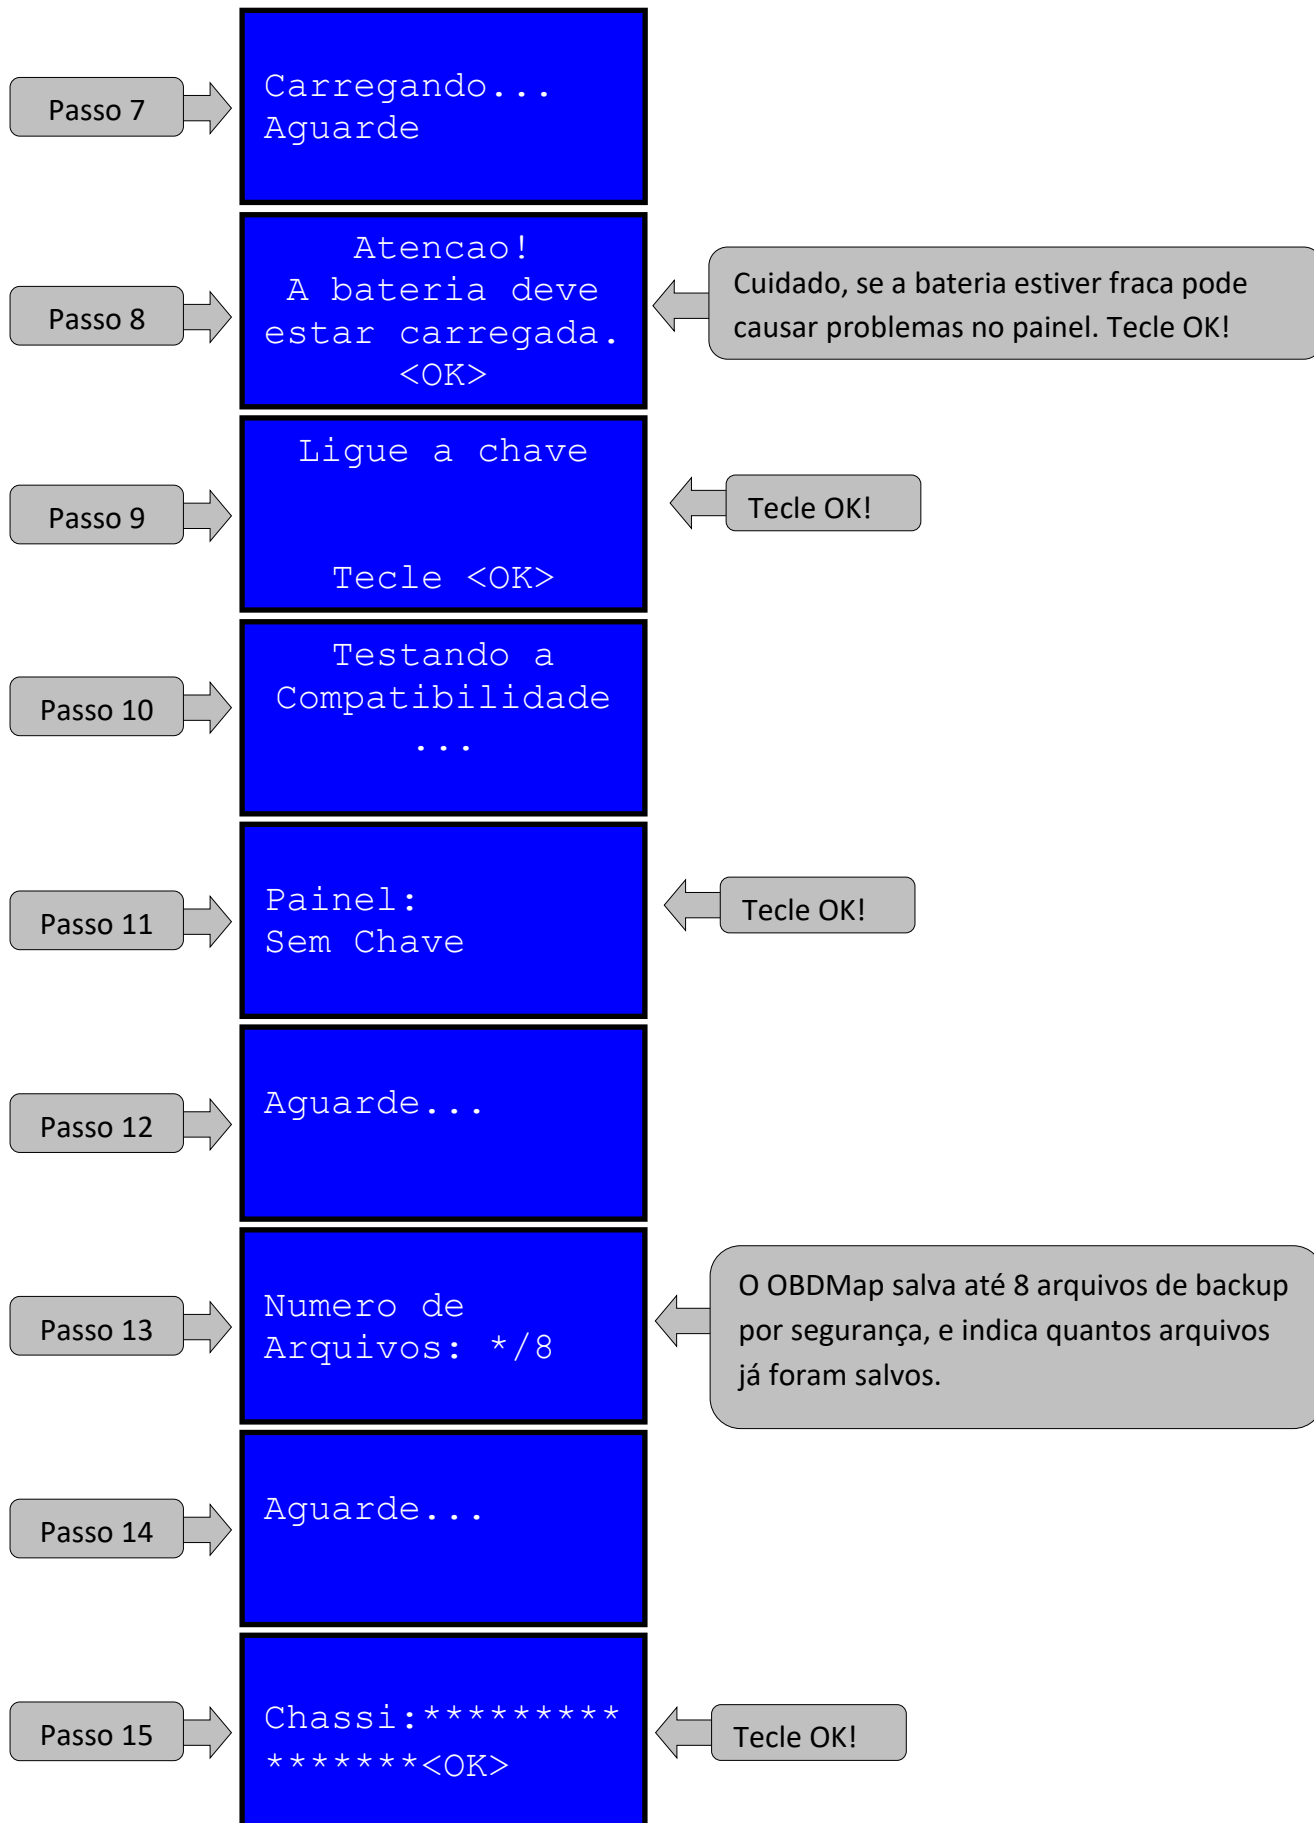 Passo 7
Carregando...
Aguarde
Passo 8
Atencao!
A bateria deve
estar carregada.
<OK>
Cuidado, se a bateria estiver fraca pode
causar problemas no painel. Tecle OK!
Passo 9
Ligue a chave
Tecle <OK>
Tecle OK!
Passo 10
Testando a
Compatibilidade
...
Passo 11
Painel:
Sem Chave
Tecle OK!
Passo 12
Aguarde...
Passo 13
Numero de
Arquivos: */8
O OBDMap salva até 8 arquivos de backup
por segurança, e indica quantos arquivos
já foram salvos.
Passo 14
Aguarde...
Passo 15
Chassi:*********
*******<OK>
Tecle OK!